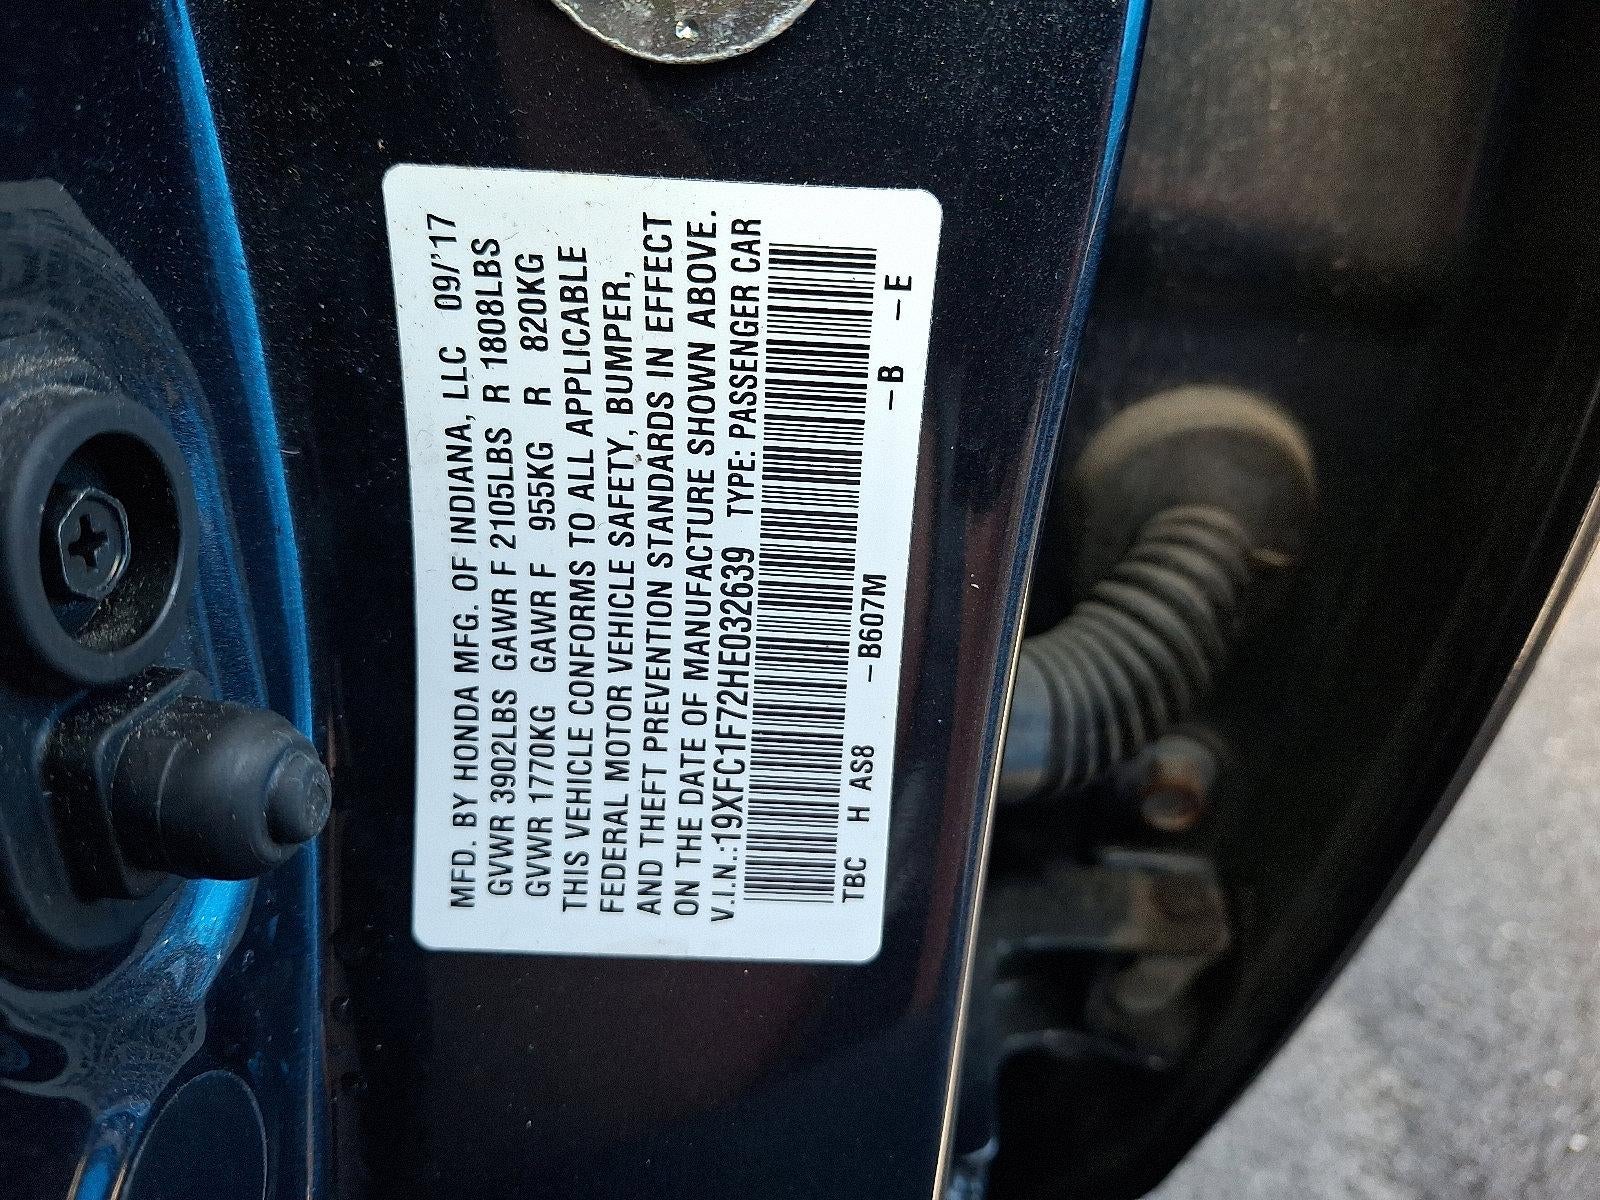 MFD. BY HONDA MFG. OF INDIANA, LLC 09/'17
GVWR 3902LBS GAWR F 2105LBS R 1808LBS
GVWR 1770KG GAWR F 955KG R 820KG
THIS VEHICLE CONFORMS TO ALL APPLICABLE
FEDERAL MOTOR VEHICLE SAFETY, BUMPER,
AND THEFT PREVENTION STANDARDS IN EFFECT
ON THE DATE OF MANUFACTURE SHOWN ABOVE.
V.I.N.:19XFC1F72HE032639 TYPE: PASSENGER CAR
TBC H AS8 –B607M –B –E